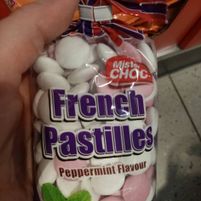 Mister
CHOC
French
Pastilles
Peppermint Flavour